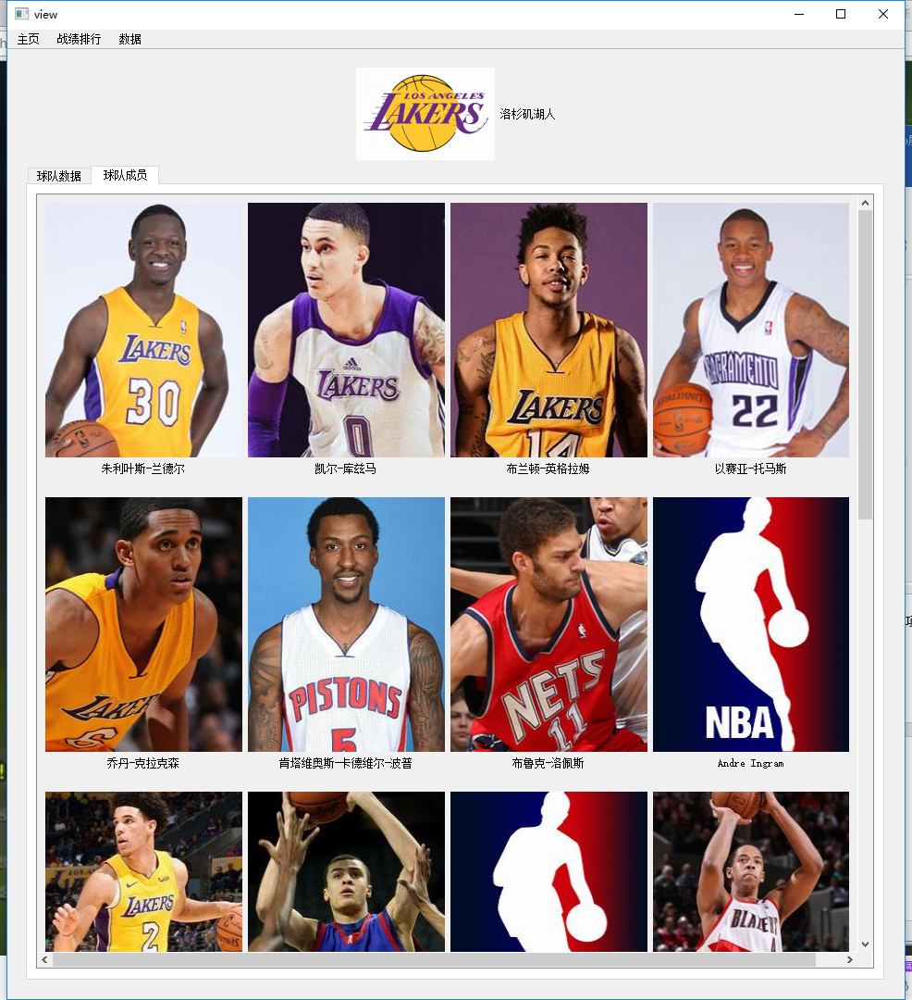 view
主页 战绩排行 数据
LOS ANGELES
LAKERS
洛杉矶湖人
球队数据 球队成员
LAKERS
30
LAKERS
0
LAKERS
14
SPALDING
SACRAMENTO
22
朱利叶斯-兰德尔 凯尔-库兹马 布兰顿-英格拉姆 以赛亚-托马斯
LAKE
6
PISTONS
5
NETS
11
NBA
乔丹-克拉克森 肯塔维奥斯-卡德维尔-波普 布鲁克-洛佩斯 Andre Ingram
LAKERS
2
BLAZE